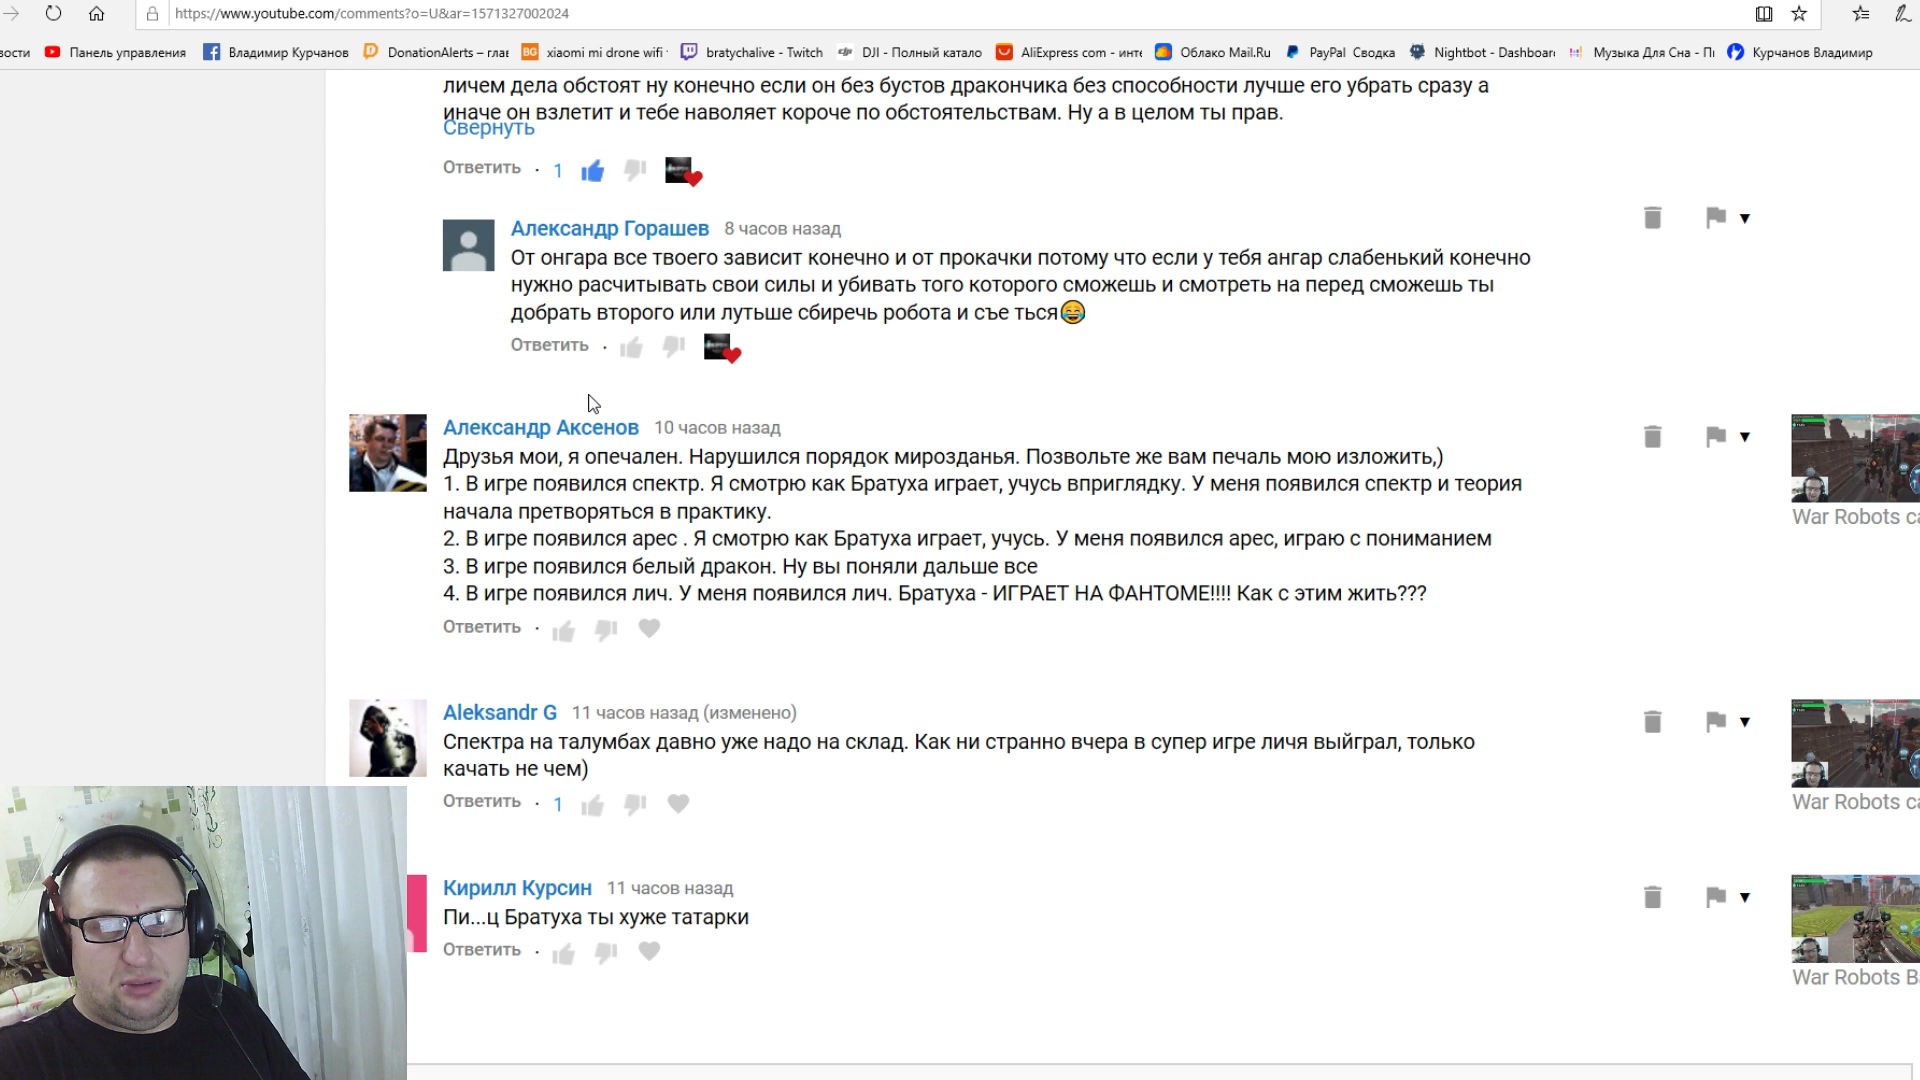 https://www.youtube.com/comments?o=U&ar=1571327002024
вости Панель управления Владимир Курчанов DonationAlerts – глав xiaomi mi drone wifi bratychalive - Twitch DJI - Полный катало AliExpress com - инте Облако Mail.Ru PayPal Сводка Nightbot - Dashboar Музыка Для Сна - П Курчанов Владимир
личем дела обстоят ну конечно если он без бустов дракончика без способности лучше его убрать сразу а
иначе он взлетит и тебе наволяет короче по обстоятельствам. Ну а в целом ты прав.
Свернуть
Ответить · 1
Александр Горашев 8 часов назад
От онгара все твоего зависит конечно и от прокачки потому что если у тебя ангар слабенький конечно
нужно расчитывать свои силы и убивать того которого сможешь и смотреть на перед сможешь ты
добрать второго или лутьше сбиречь робота и съе ться😂
Ответить ·
Александр Аксенов 10 часов назад
Друзья мои, я опечален. Нарушился порядок мирозданья. Позвольте же вам печаль мою изложить,)
1. В игре появился спектр. Я смотрю как Братуха играет, учусь вприглядку. У меня появился спектр и теория
начала претворяться в практику.
2. В игре появился арес . Я смотрю как Братуха играет, учусь. У меня появился арес, играю с пониманием
3. В игре появился белый дракон. Ну вы поняли дальше все
4. В игре появился лич. У меня появился лич. Братуха - ИГРАЕТ НА ФАНТОМЕ!!!! Как с этим жить???
Ответить ·
War Robots ca
Aleksandr G 11 часов назад (изменено)
Спектра на талумбах давно уже надо на склад. Как ни странно вчера в супер игре личя выйграл, только
качать не чем)
Ответить · 1
War Robots ca
Кирилл Курсин 11 часов назад
Пи...ц Братуха ты хуже татарки
Ответить ·
War Robots B